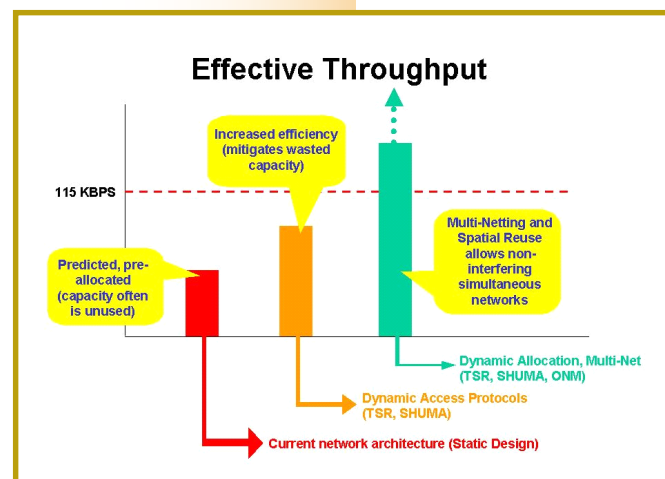 Effective Throughput
Increased efficiency
(mitigates wasted
capacity)
115 KBPS
Multi-Netting and
Spatial Reuse
allows non-
interfering
simultaneous
networks
Predicted, pre-
allocated
(capacity often
is unused)
Dynamic Allocation, Multi-Net
(TSR, SHUMA, ONM)
Dynamic Access Protocols
(TSR, SHUMA)
Current network architecture (Static Design)